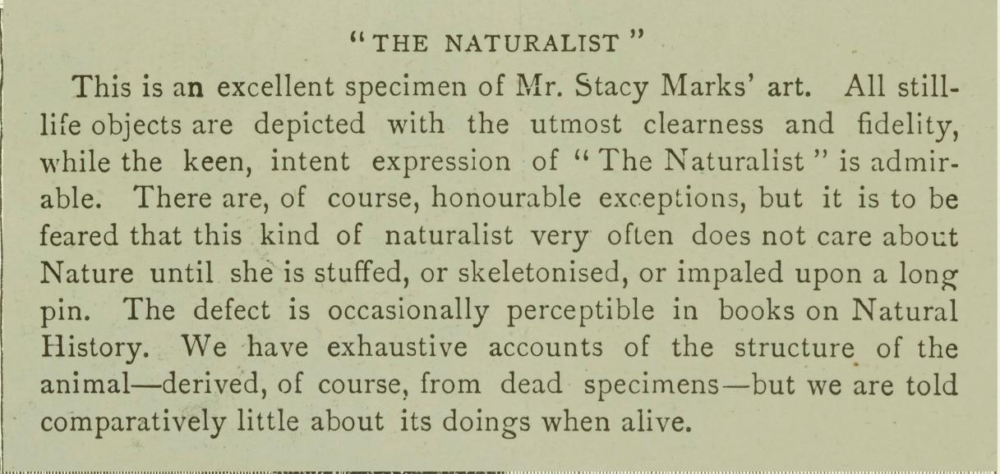 “THE NATURALIST”
This is an excellent specimen of Mr. Stacy Marks’ art. All still-
life objects are depicted with the utmost clearness and fidelity,
while the keen, intent expression of “The Naturalist” is admir-
able. There are, of course, honourable exceptions, but it is to be
feared that this kind of naturalist very often does not care about
Nature until she is stuffed, or skeletonised, or impaled upon a long
pin. The defect is occasionally perceptible in books on Natural
History. We have exhaustive accounts of the structure of the
animal—derived, of course, from dead specimens—but we are told
comparatively little about its doings when alive.